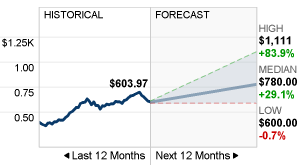 HISTORICAL
FORECAST
HIGH
$1,111
+83.9%
MEDIAN
$780.00
+29.1%
LOW
$600.00
-0.7%
$1.25K
1.00
0.75
0.50
$603.97
◄ Last 12 Months
Next 12 Months ►